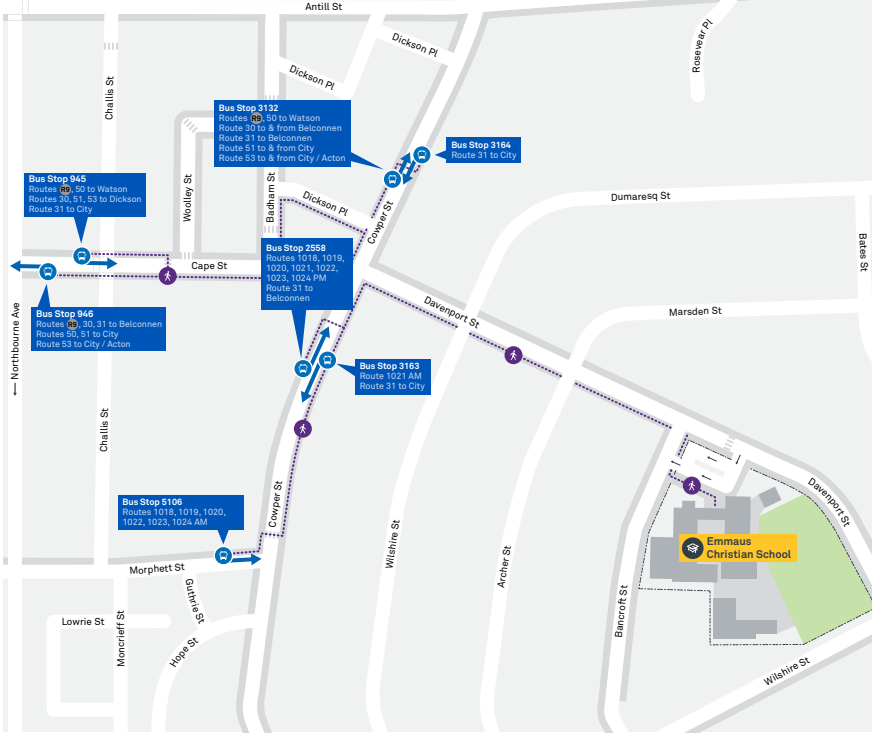 Antill St
Dickson Pl
Rosevear Pl
Dickson Pl
Challis St
Bus Stop 3132
Routes R9, 50 to Watson
Route 30 to & from Belconnen
Route 31 to Belconnen
Route 51 to & from City
Route 53 to & from City / Acton
Bus Stop 3164
Route 31 to City
Bus Stop 945
Routes R9, 50 to Watson
Routes 30, 51, 53 to Dickson
Route 31 to City
Woolley St
Badham St
Dickson Pl
Cowper St
Dumaresq St
Bates St
Cape St
Bus Stop 2558
Routes 1018, 1019,
1020, 1021, 1022,
1023, 1024 PM
Route 31 to
Belconnen
Davenport St
Marsden St
Northbourne Ave
Bus Stop 946
Routes R9, 30, 31 to Belconnen
Routes 50, 51 to City
Route 53 to City / Acton
Bus Stop 3163
Route 1021 AM
Route 31 to City
Challis St
Bus Stop 5106
Routes 1018, 1019, 1020,
1022, 1023, 1024 AM
Cowper St
Wilshire St
Archer St
Davenport St
Emmaus
Christian School
Morphett St
Guthrie St
Bancroft St
Lowrie St
Moncrieff St
Hope St
Wilshire St